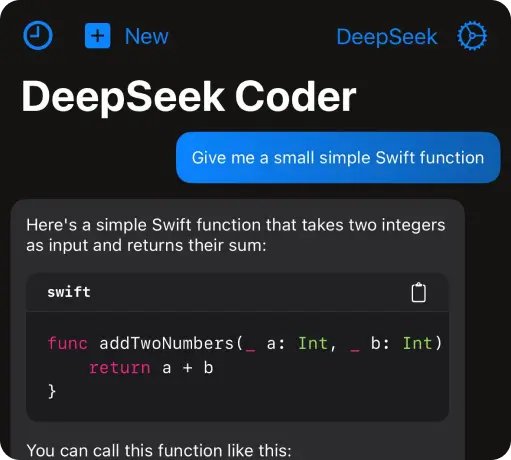 New
DeepSeek
DeepSeek Coder
Give me a small simple Swift function
Here's a simple Swift function that takes two integers
as input and returns their sum:
swift
func addTwoNumbers(_ a: Int, _ b: Int)
    return a + b
}
You can call this function like this: